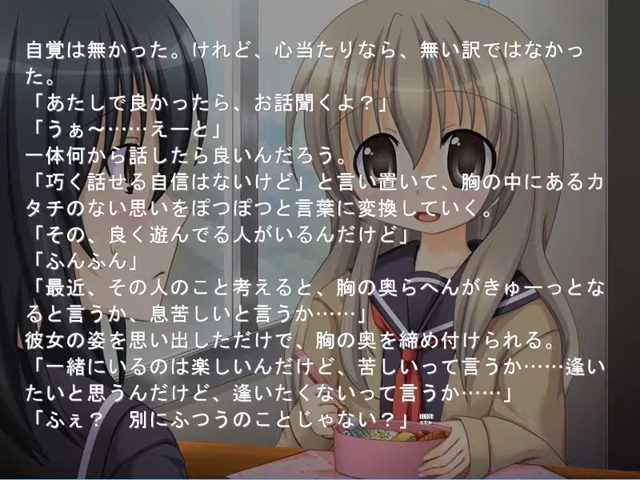 自覚は無かった。けれど、心当たりなら、無い訳ではなかっ
た。
「あたしで良かったら、お話聞くよ？」
「うぁ～……えーと」
一体何から話したら良いんだろう。
「巧く話せる自信はないけど」と言い置いて、胸の中にあるカ
タチのない思いをぽつぽつと言葉に変換していく。
「その、良く遊んでる人がいるんだけど」
「ふんふん」
「最近、その人のこと考えると、胸の奥らへんがきゅーっとな
ると言うか、息苦しいと言うか……」
彼女の姿を思い出しただけで、胸の奥を締め付けられる。
「一緒にいるのは楽しいんだけど、苦しいって言うか……逢い
たいと思うんだけど、逢いたくないって言うか……」
「ふぇ？　別にふつうのことじゃない？」